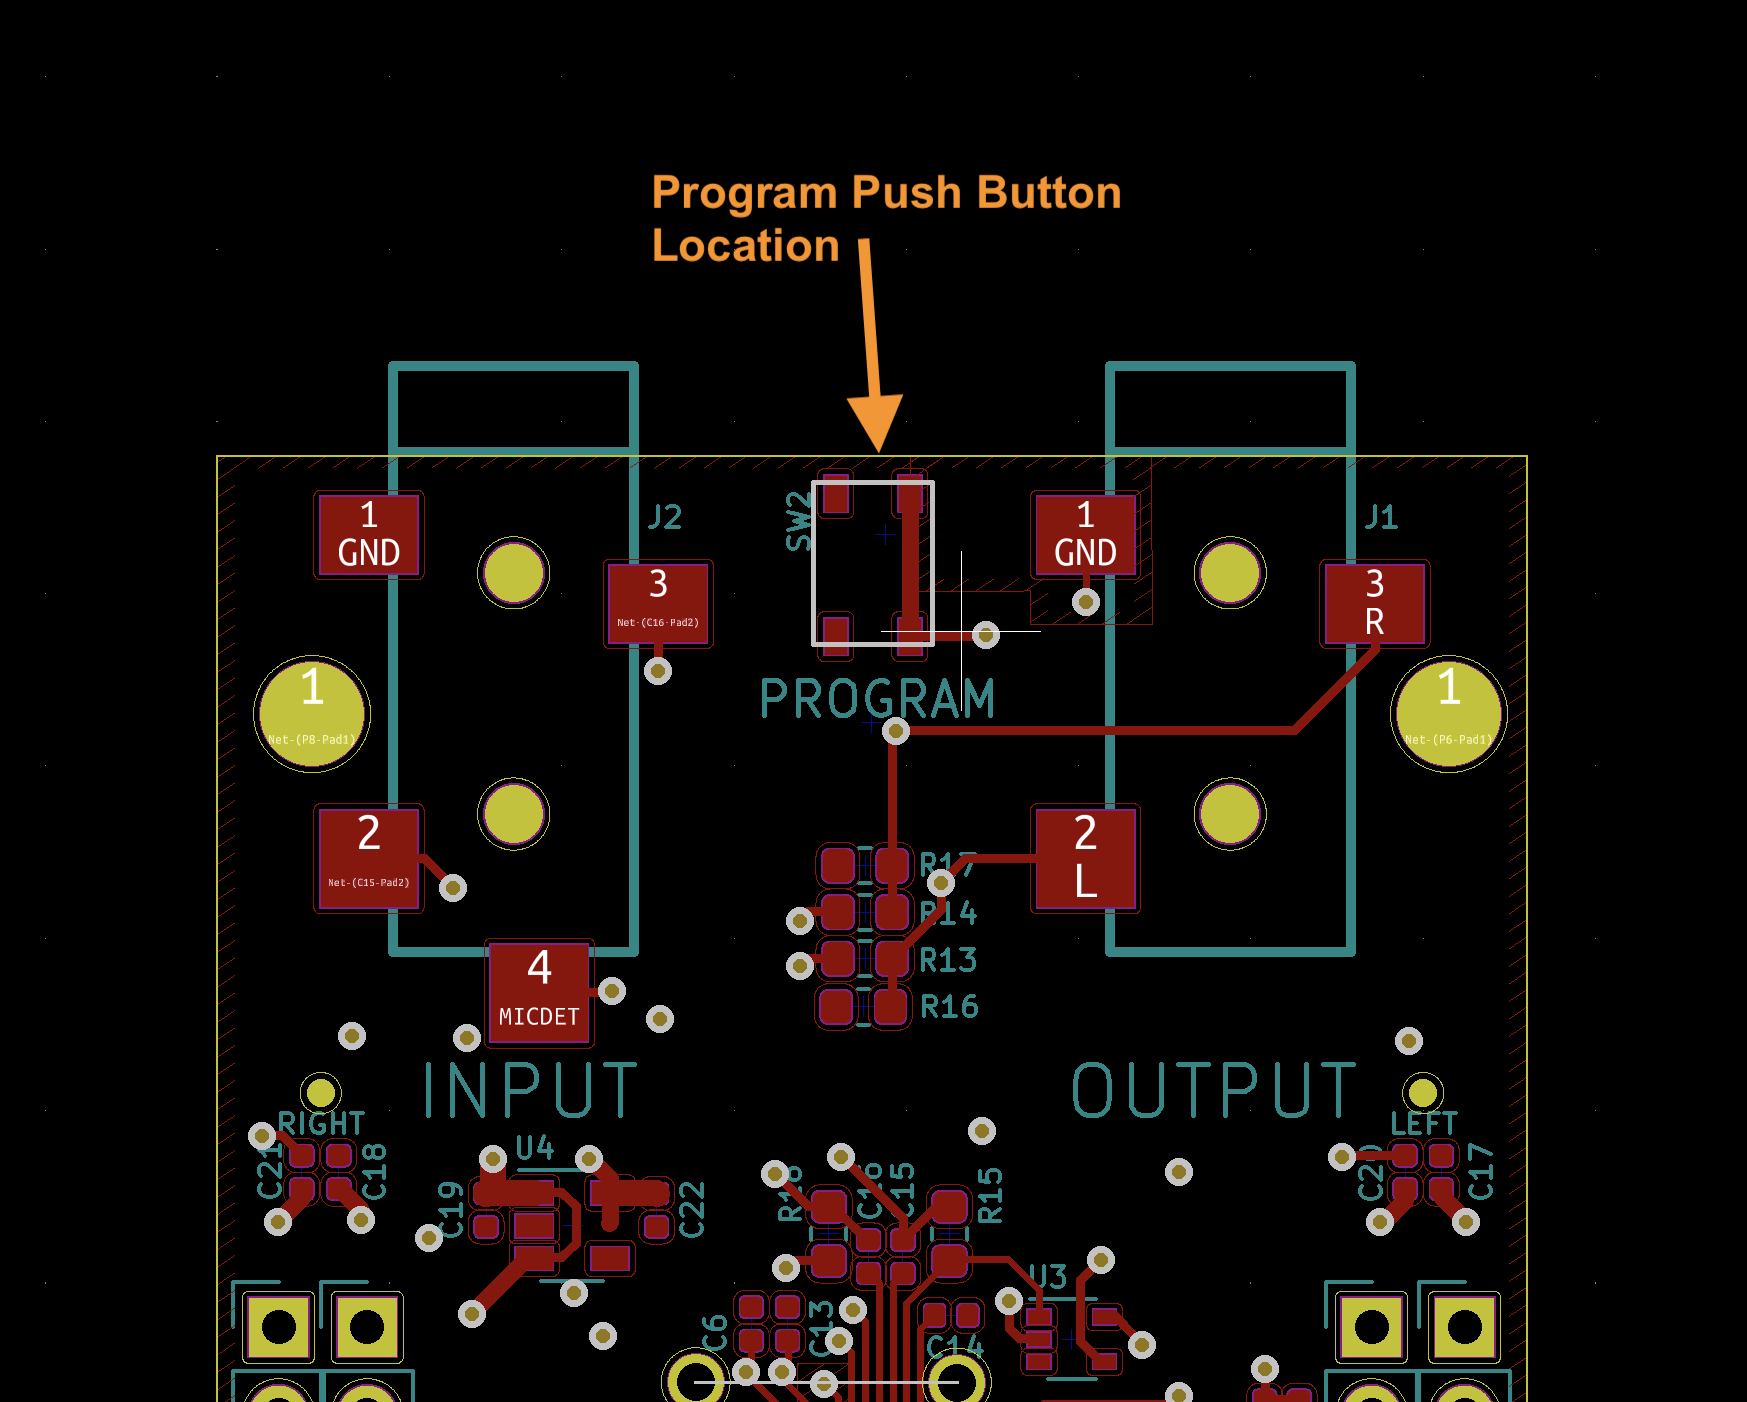 Program Push Button
Location
1
GND
J2
SW2
1
GND
J1
3
Net-(C16-Pad2)
3
R
1
Net-(P8-Pad1)
PROGRAM
1
Net-(P6-Pad1)
2
Net-(C15-Pad2)
R17
2
L
R14
R13
4
MICDET
R16
INPUT
OUTPUT
RIGHT
LEFT
U4
C21
C18
C19
C22
C16
C15
R15
C20
C17
U3
C6
C13
C14